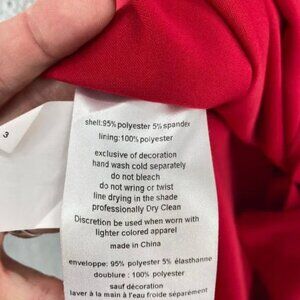 3
shell:95% polyester 5% spandex
lining:100% polyester
exclusive of decoration
hand wash cold separately
do not bleach
do not wring or twist
line drying in the shade
professionally Dry Clean
Discretion be used when worn with
lighter colored apparel
made in China
enveloppe: 95% polyester 5% élasthanne
doublure : 100% polyester
sauf décoration
laver à la main à l'eau froide séparément